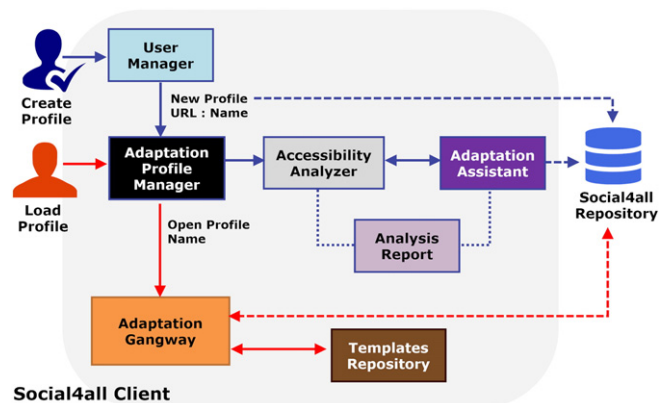 User
Manager
Create
Profile
New Profile
URL : Name
Adaptation
Profile
Manager
Accessibility
Analyzer
Adaptation
Assistant
Social4all
Repository
Load
Profile
Open Profile
Name
Analysis
Report
Adaptation
Gangway
Templates
Repository
Social4all Client